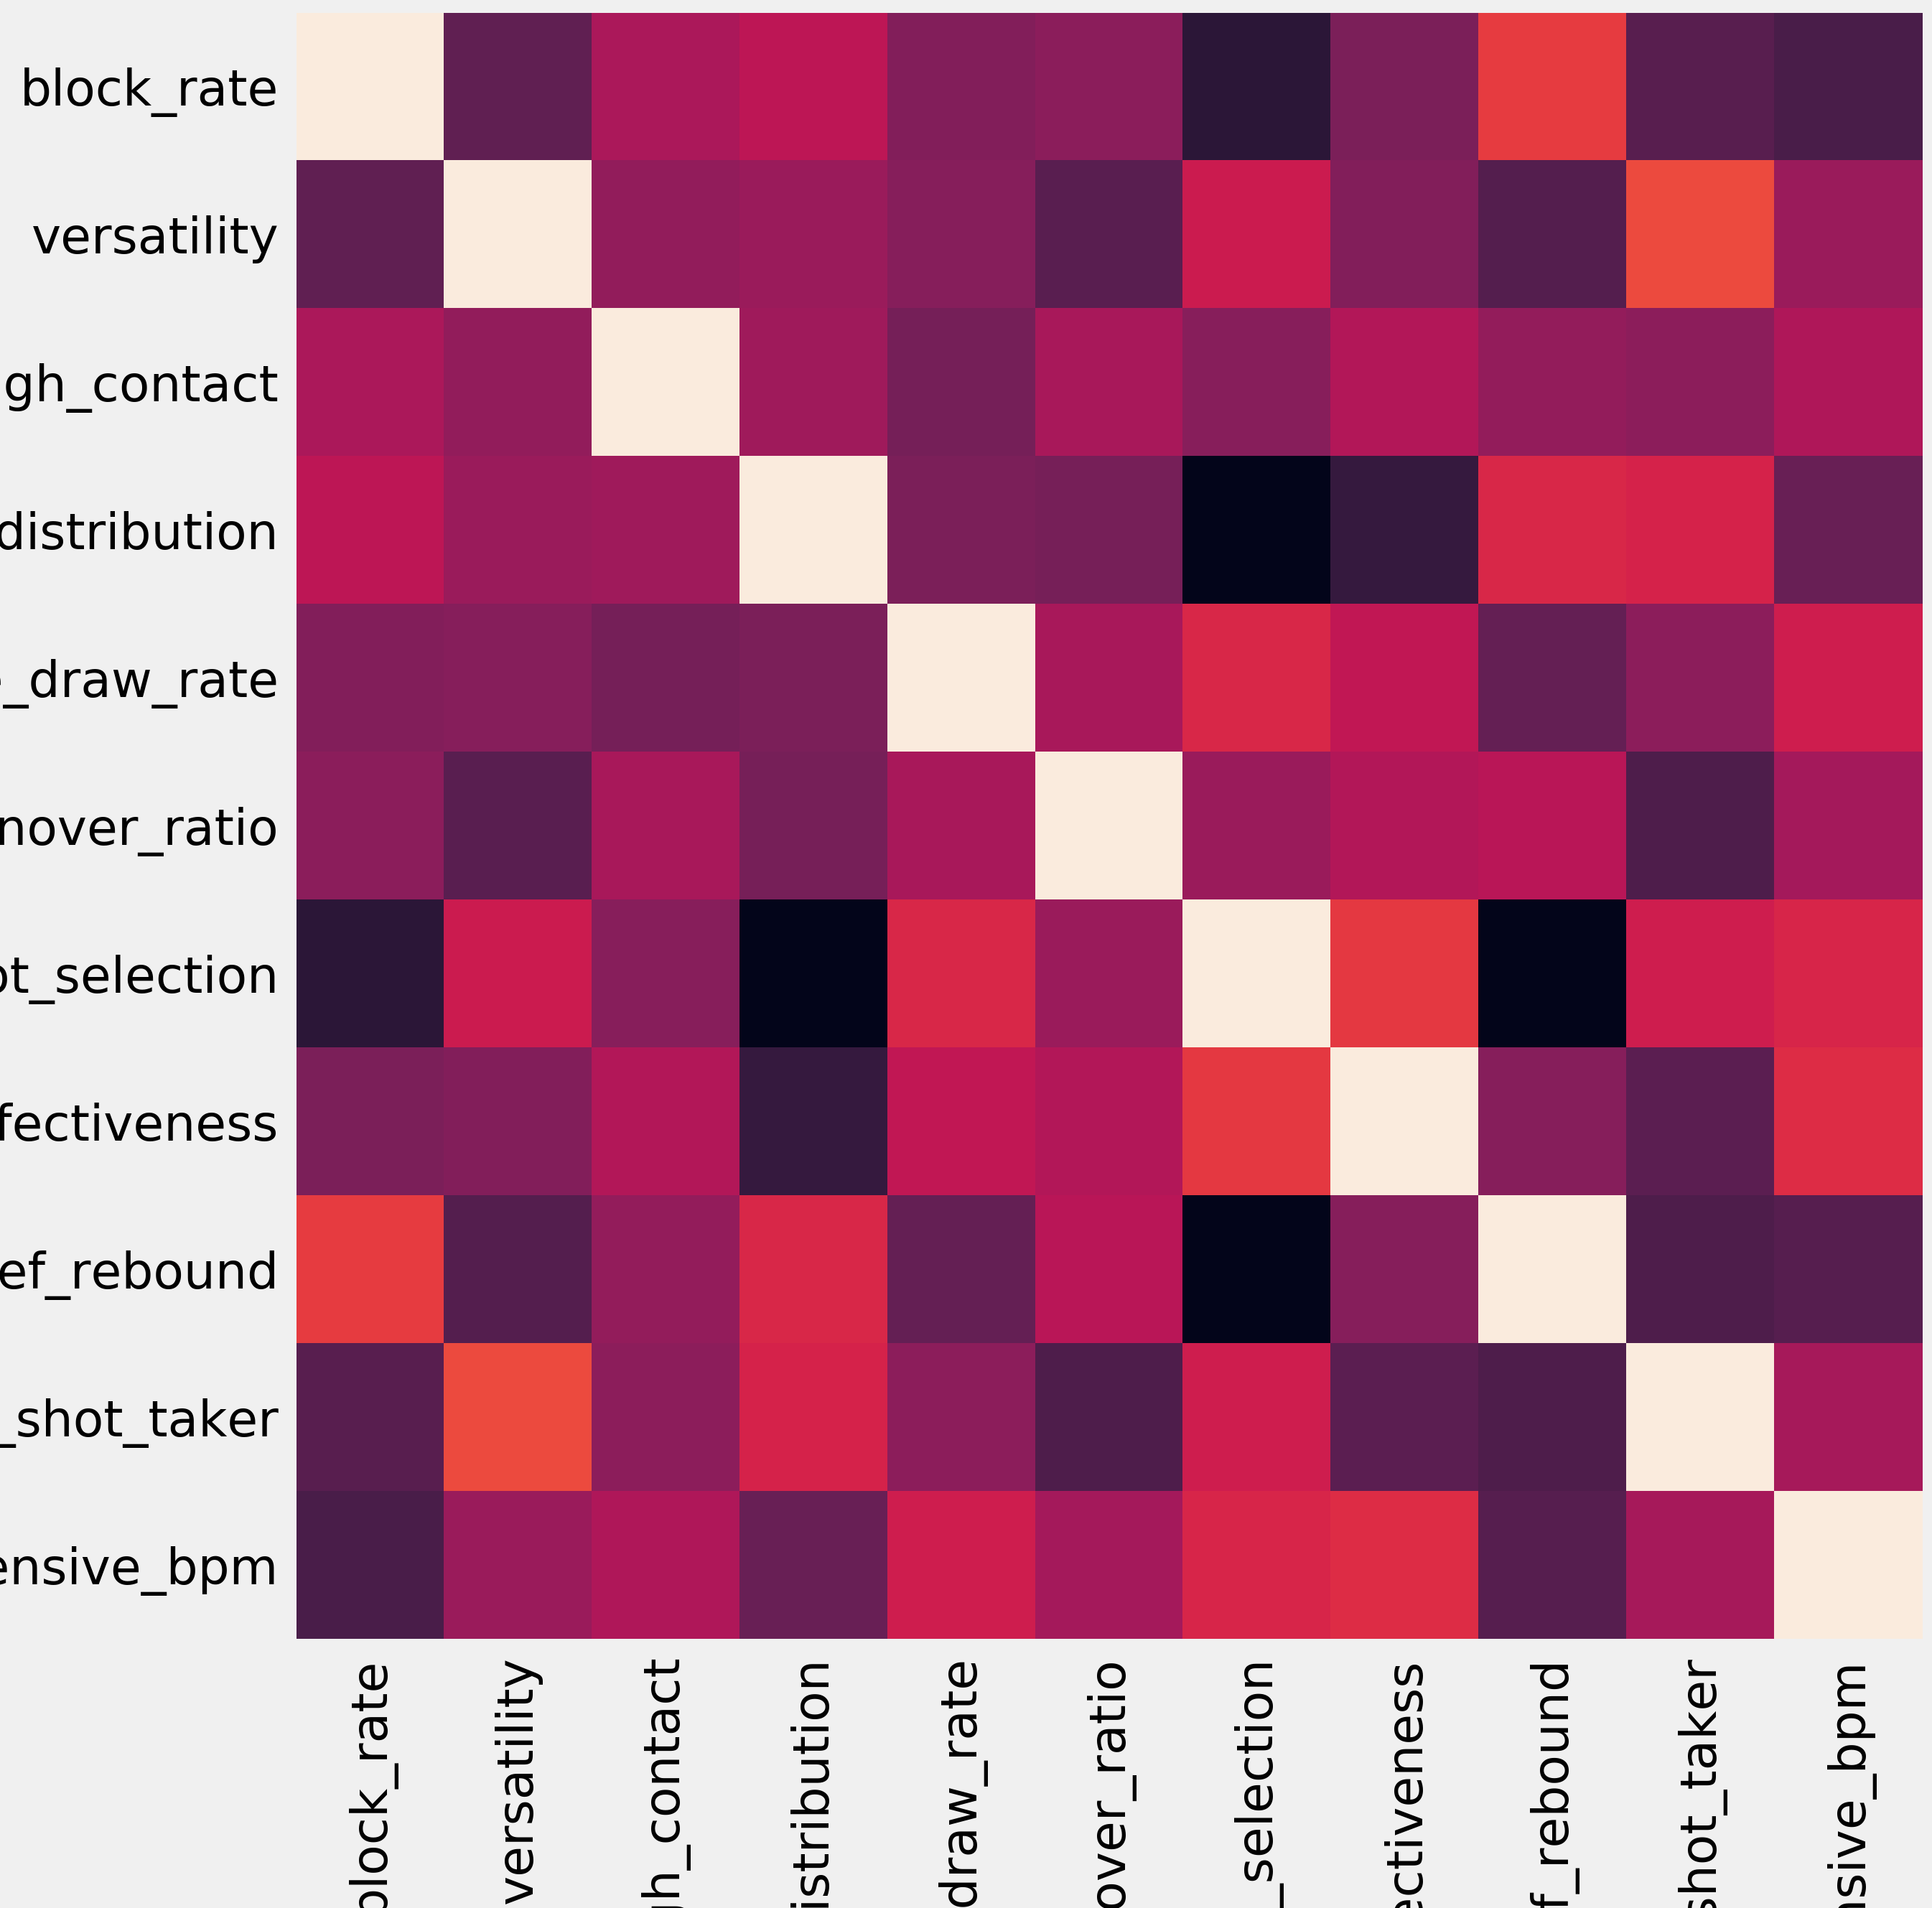 block_rate
versatility
gh_contact
distribution
_draw_rate
nover_ratio
ot_selection
fectiveness
ef_rebound
_shot_taker
ensive_bpm
block_rate
versatility
gh_contact
istribution
draw_rate
over_ratio
_selection
ectiveness
f_rebound
shot_taker
nsive_bpm